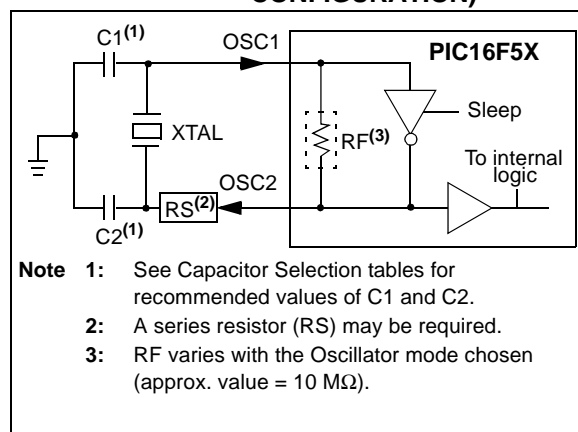 CONFIGURATION)
C1(1)
OSC1
PIC16F5X
Sleep
XTAL
RF(3)
To internal
logic
OSC2
RS(2)
C2(1)
Note 1: See Capacitor Selection tables for
recommended values of C1 and C2.
2: A series resistor (RS) may be required.
3: RF varies with the Oscillator mode chosen
(approx. value = 10 MΩ).